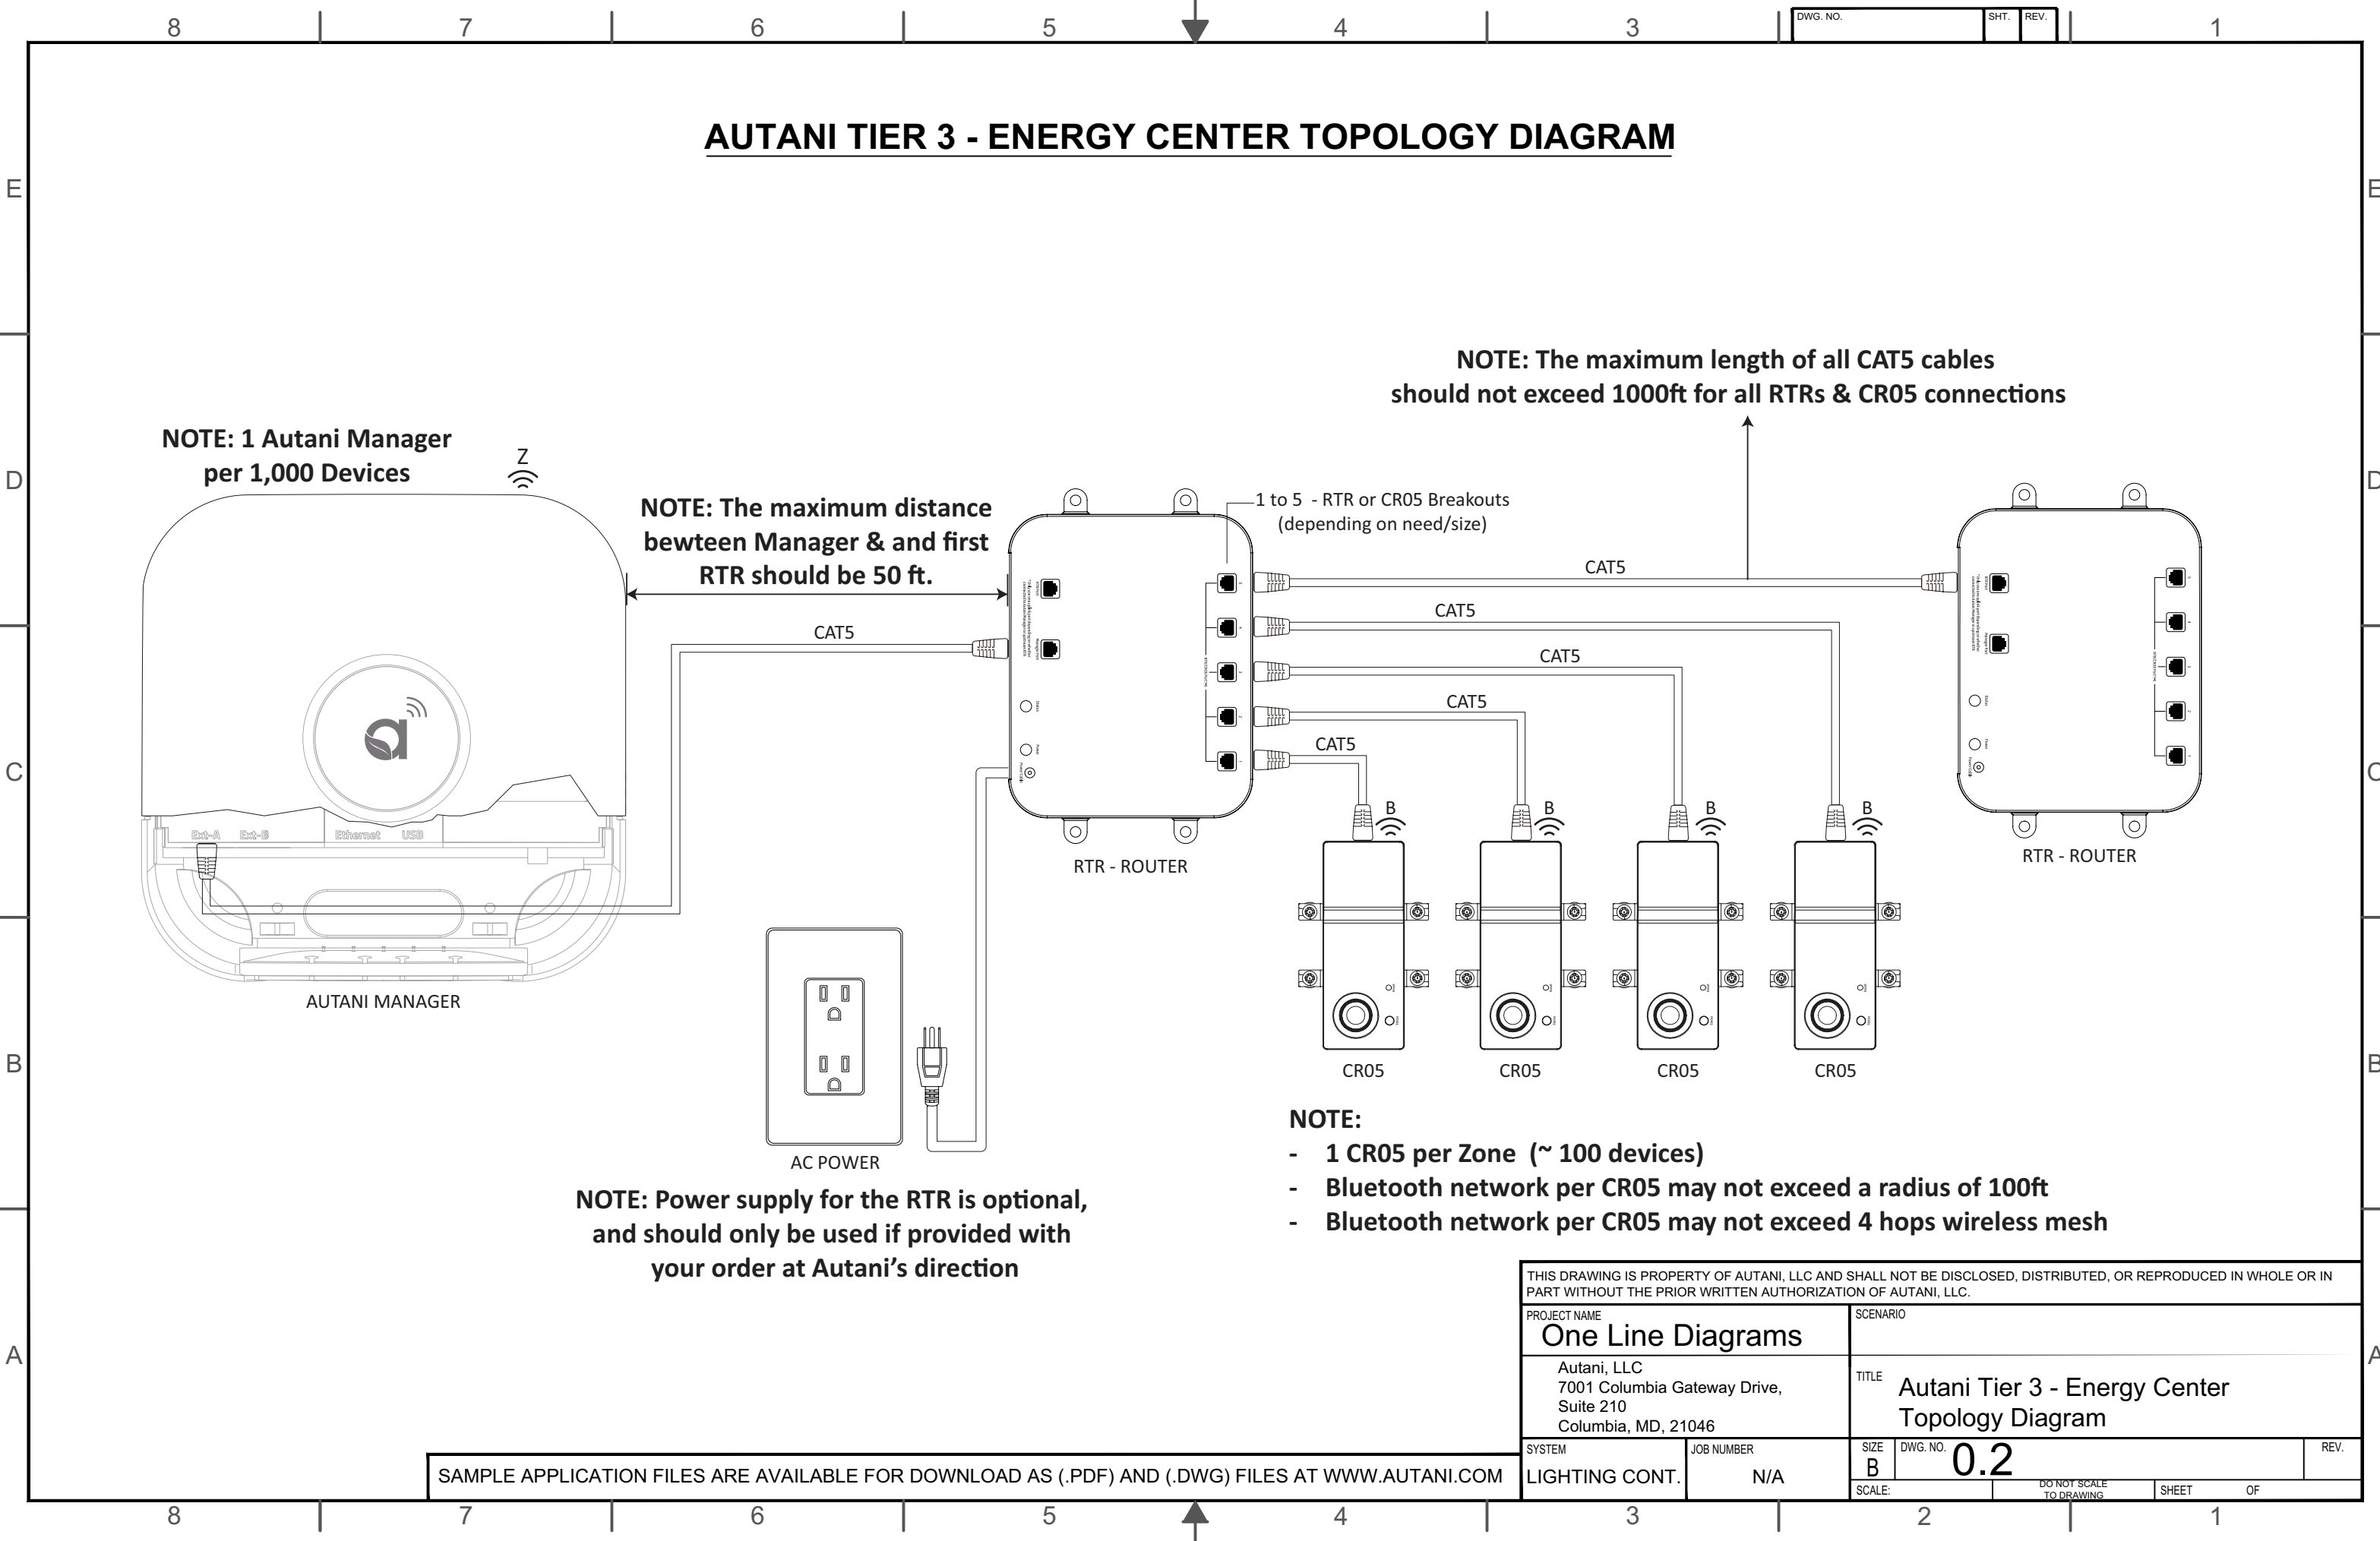 8 7 6 5 4 3 1
DWG. NO. SHT. REV.
AUTANI TIER 3 - ENERGY CENTER TOPOLOGY DIAGRAM
E E
NOTE: The maximum length of all CAT5 cables
should not exceed 1000ft for all RTRs & CR05 connections
NOTE: 1 Autani Manager
per 1,000 Devices
Z
D D
NOTE: The maximum distance
bewteen Manager & and first
RTR should be 50 ft.
1 to 5  - RTR or CR05 Breakouts
(depending on need/size)
CAT5
CAT5
CAT5
CAT5
CAT5
CAT5
a
C C
B B B B
Ext-A Ext-B Ethernet USB
RTR - ROUTER
RTR - ROUTER
AUTANI MANAGER
B B
CR05 CR05 CR05 CR05
AC POWER
NOTE: Power supply for the RTR is optional,
and should only be used if provided with
your order at Autani’s direction
NOTE:
- 1 CR05 per Zone  (~ 100 devices)
- Bluetooth network per CR05 may not exceed a radius of 100ft
- Bluetooth network per CR05 may not exceed 4 hops wireless mesh
A A
THIS DRAWING IS PROPERTY OF AUTANI, LLC AND SHALL NOT BE DISCLOSED, DISTRIBUTED, OR REPRODUCED IN WHOLE OR IN
PART WITHOUT THE PRIOR WRITTEN AUTHORIZATION OF AUTANI, LLC.
PROJECT NAME
One Line Diagrams
SCENARIO
Autani, LLC
7001 Columbia Gateway Drive,
Suite 210
Columbia, MD, 21046
TITLE
Autani Tier 3 - Energy Center
Topology Diagram
SYSTEM
LIGHTING CONT.
JOB NUMBER
N/A
SIZE
B
DWG. NO. 0.2
REV.
SCALE:
DO NOT SCALE
TO DRAWING
SHEET OF
SAMPLE APPLICATION FILES ARE AVAILABLE FOR DOWNLOAD AS (.PDF) AND (.DWG) FILES AT WWW.AUTANI.COM
8 7 6 5 4 3 2 1